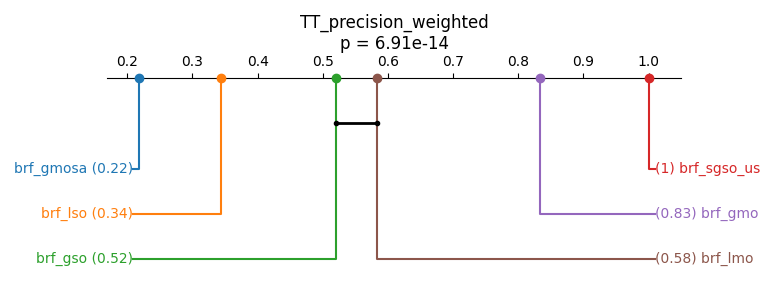 TT_precision_weighted
p = 6.91e-14
0.2 0.3 0.4 0.5 0.6 0.7 0.8 0.9 1.0
brf_gmosa (0.22) (1) brf_sgso_us
brf_lso (0.34) (0.83) brf_gmo
brf_gso (0.52) (0.58) brf_lmo